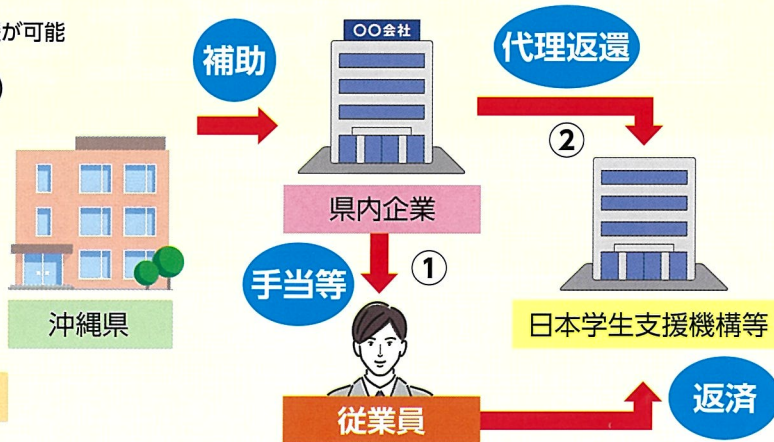 が可能
〇〇会社
補助
代理返還
②
県内企業
①
手当等
沖縄県
日本学生支援機構等
従業員
返済